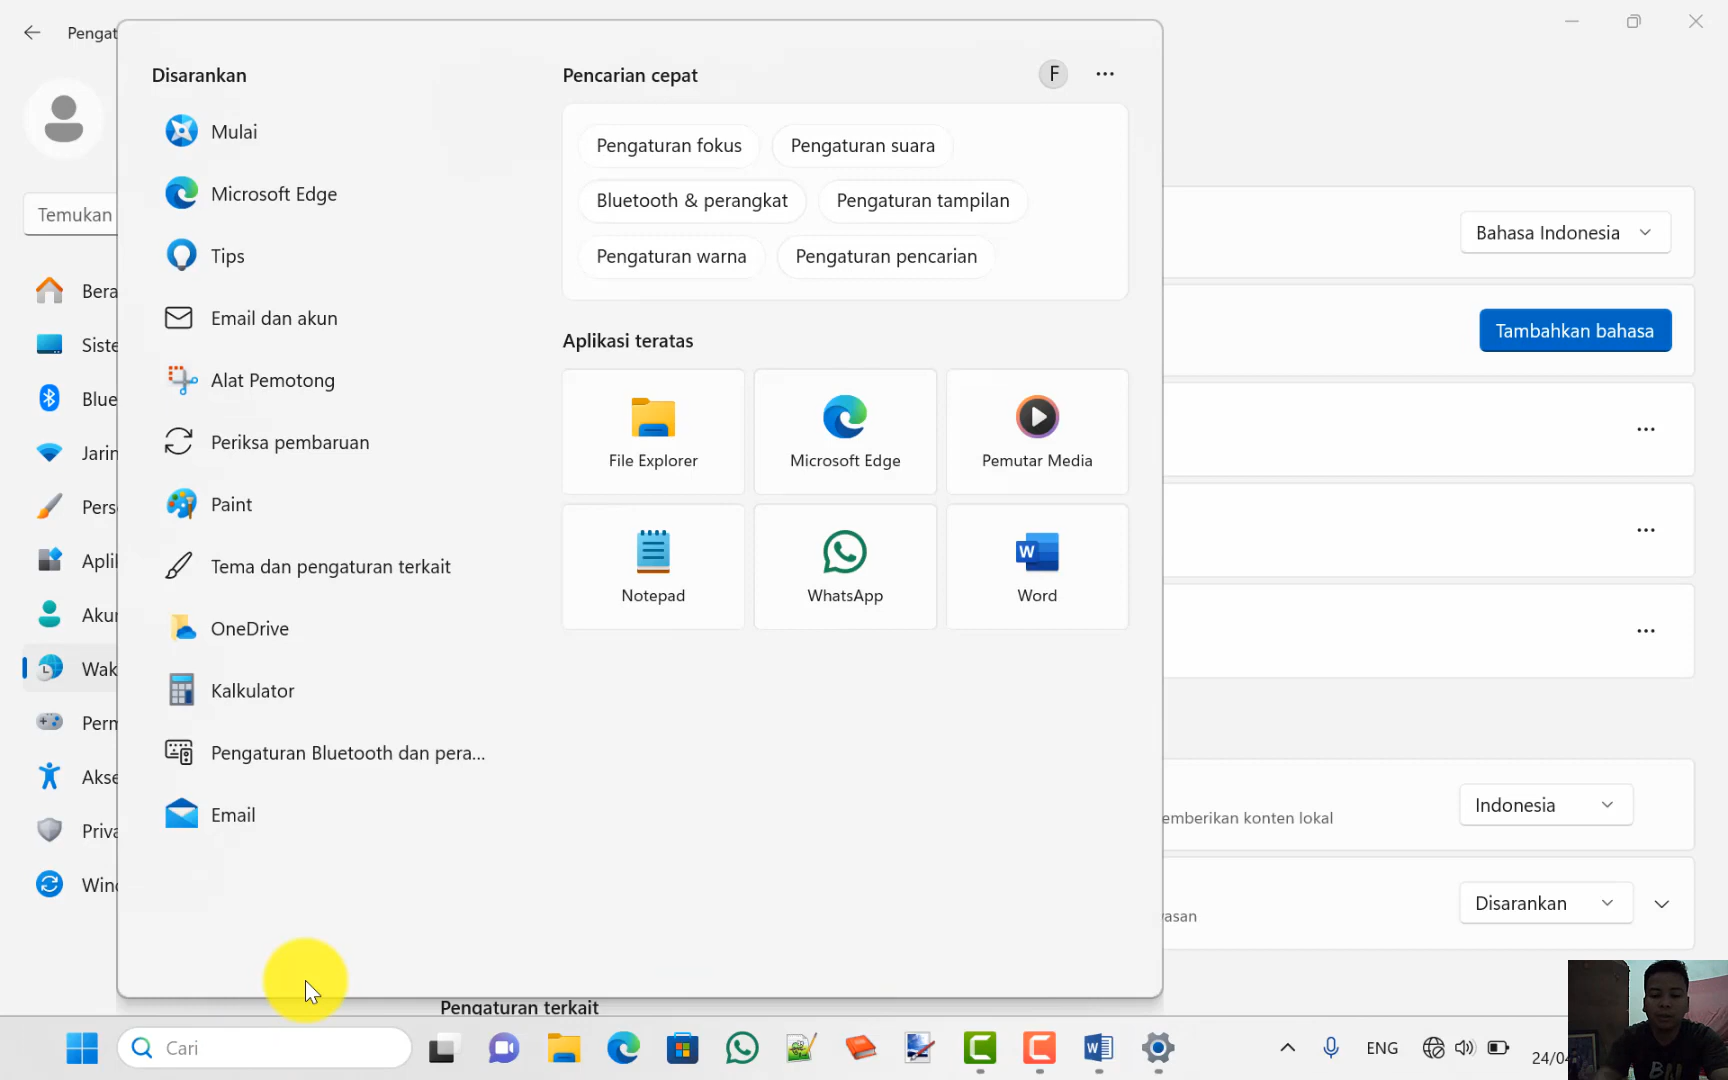 Pengat
Temukan
Bera
Siste
Blue
Jarin
Pers
Aplil
Akur
Wak
Perm
Akse
Priva
Wind
Disarankan
Mulai
Microsoft Edge
Tips
Email dan akun
Alat Pemotong
Periksa pembaruan
Paint
Tema dan pengaturan terkait
OneDrive
Kalkulator
Pengaturan Bluetooth dan pera...
Email
Pencarian cepat
F
Pengaturan fokus
Pengaturan suara
Bluetooth & perangkat
Pengaturan tampilan
Pengaturan warna
Pengaturan pencarian
Aplikasi teratas
File Explorer
Microsoft Edge
Pemutar Media
Notepad
WhatsApp
Word
Bahasa Indonesia
Tambahkan bahasa
emberikan konten lokal
Indonesia
asan
Disarankan
Pengaturan terkait
Cari
ENG
24/04